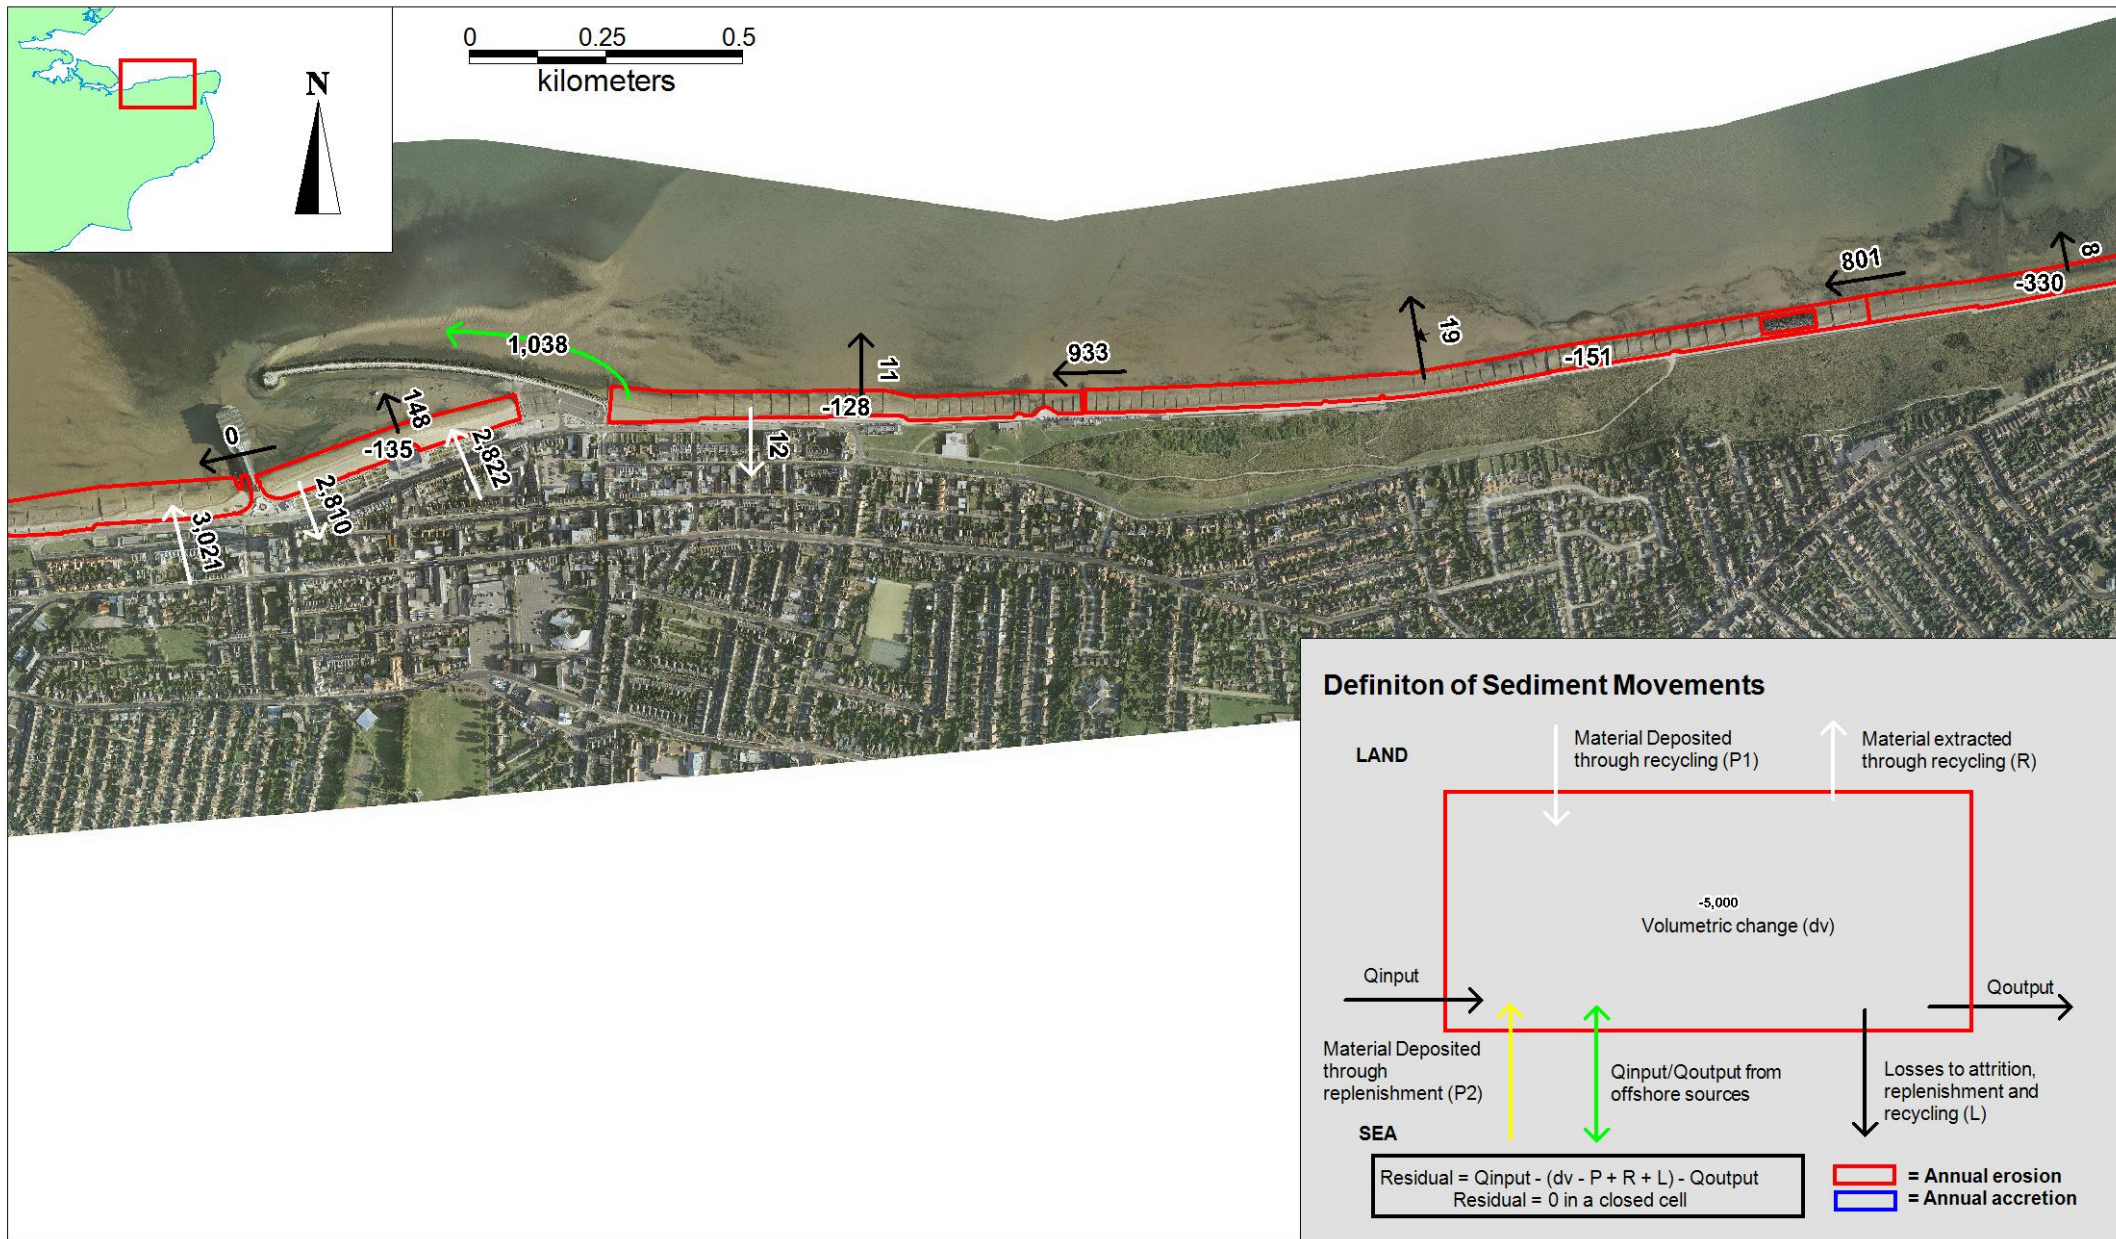 N
0 0.25 0.5
kilometers
801
8
-330
933
19
-151
1,038
11
-128
12
148
-135
0
2,822
2,810
3,021
Definiton of Sediment Movements
LAND
Material Deposited
through recycling (P1)
Material extracted
through recycling (R)
-5,000
Volumetric change (dv)
Qinput
Qoutput
Material Deposited
through
replenishment (P2)
Qinput/Qoutput from
offshore sources
Losses to attrition,
replenishment and
recycling (L)
SEA
Residual = Qinput - (dv - P + R + L) - Qoutput
Residual = 0 in a closed cell
= Annual erosion
= Annual accretion